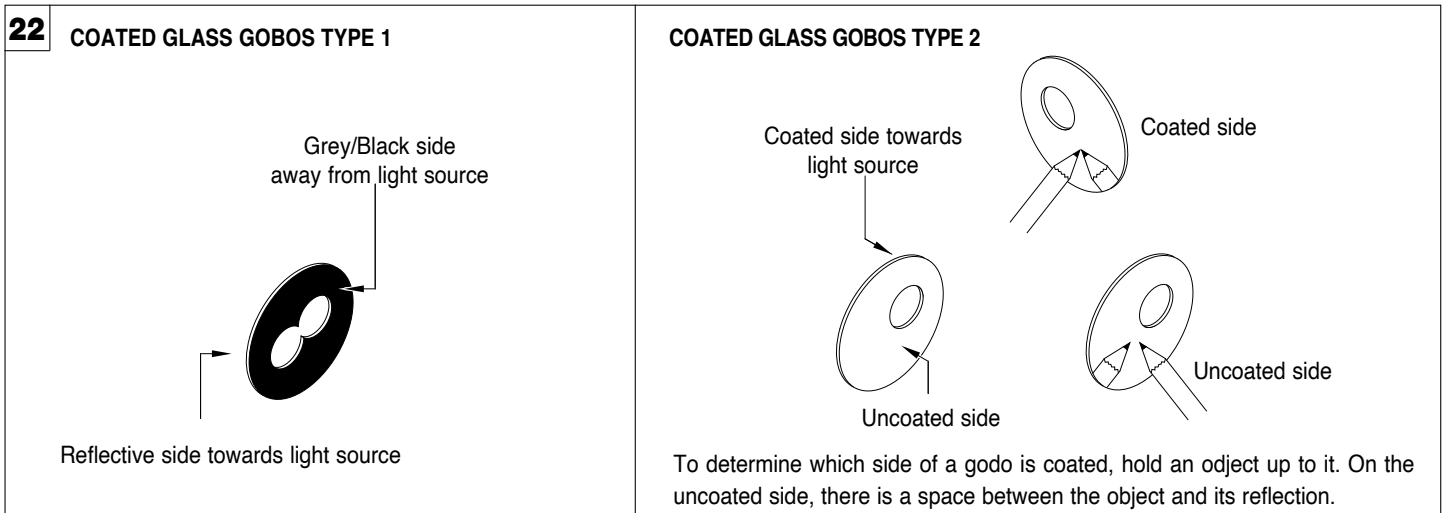 22
COATED GLASS GOBOS TYPE 1
Grey/Black side
away from light source
Reflective side towards light source
COATED GLASS GOBOS TYPE 2
Coated side towards
light source
Coated side
Uncoated side
Uncoated side
To determine which side of a godo is coated, hold an odject up to it. On the
uncoated side, there is a space between the object and its reflection.